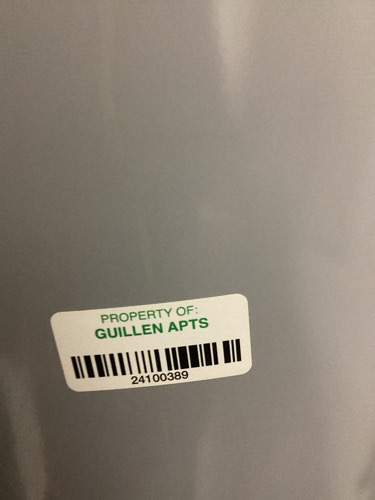 PROPERTY OF:
GUILLEN APTS
24100389